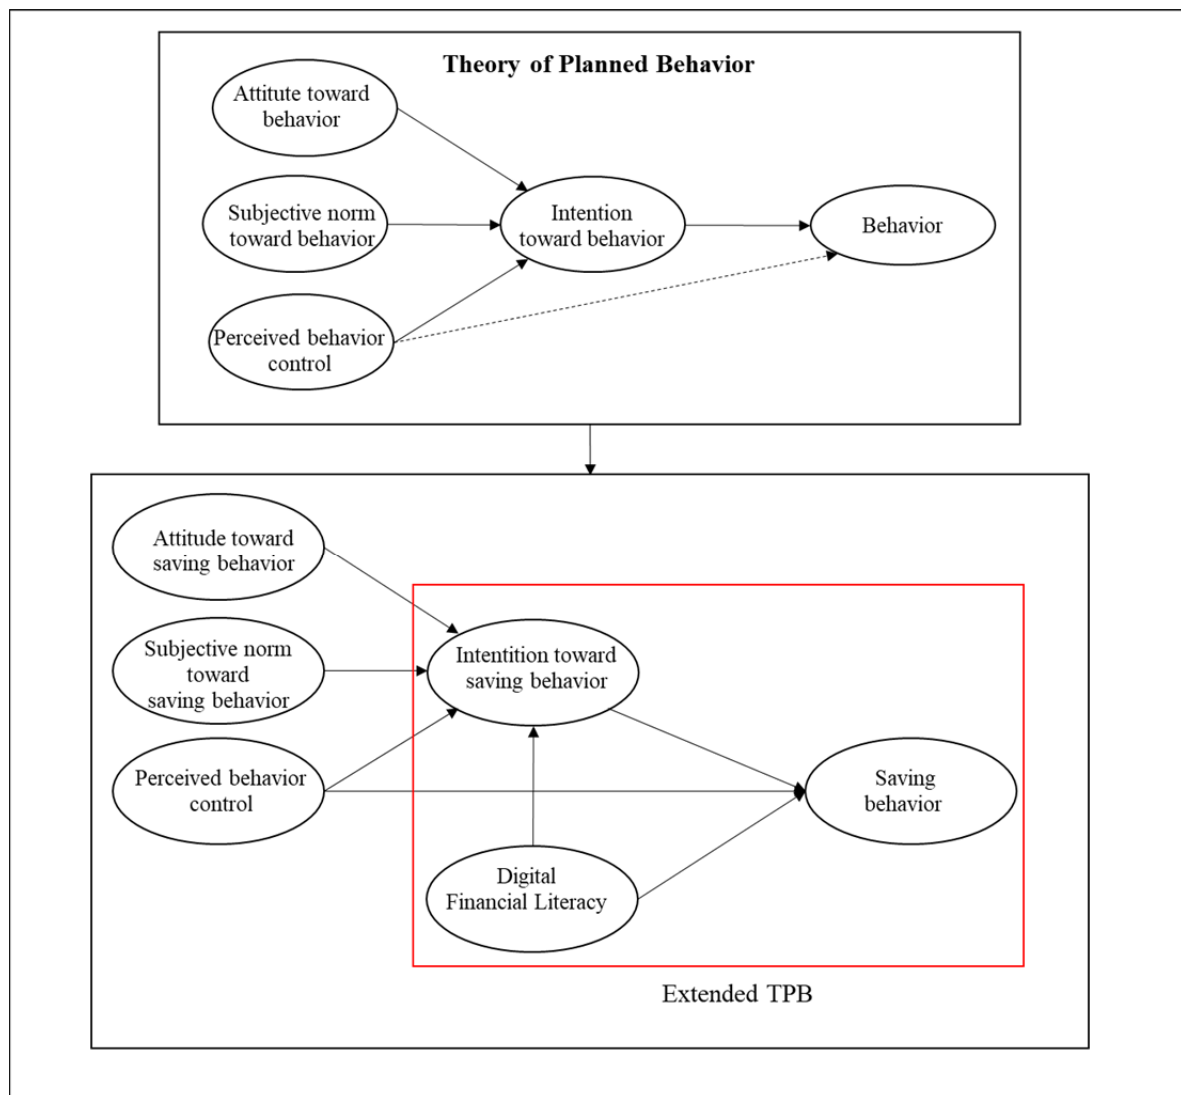 Theory of Planned Behavior
Attitute toward
behavior
Subjective norm
toward behavior
Intention
toward behavior
Behavior
Perceived behavior
control
Attitude toward
saving behavior
Subjective norm
toward
saving behavior
Intentition toward
saving behavior
Perceived behavior
control
Saving
behavior
Digital
Financial Literacy
Extended TPB